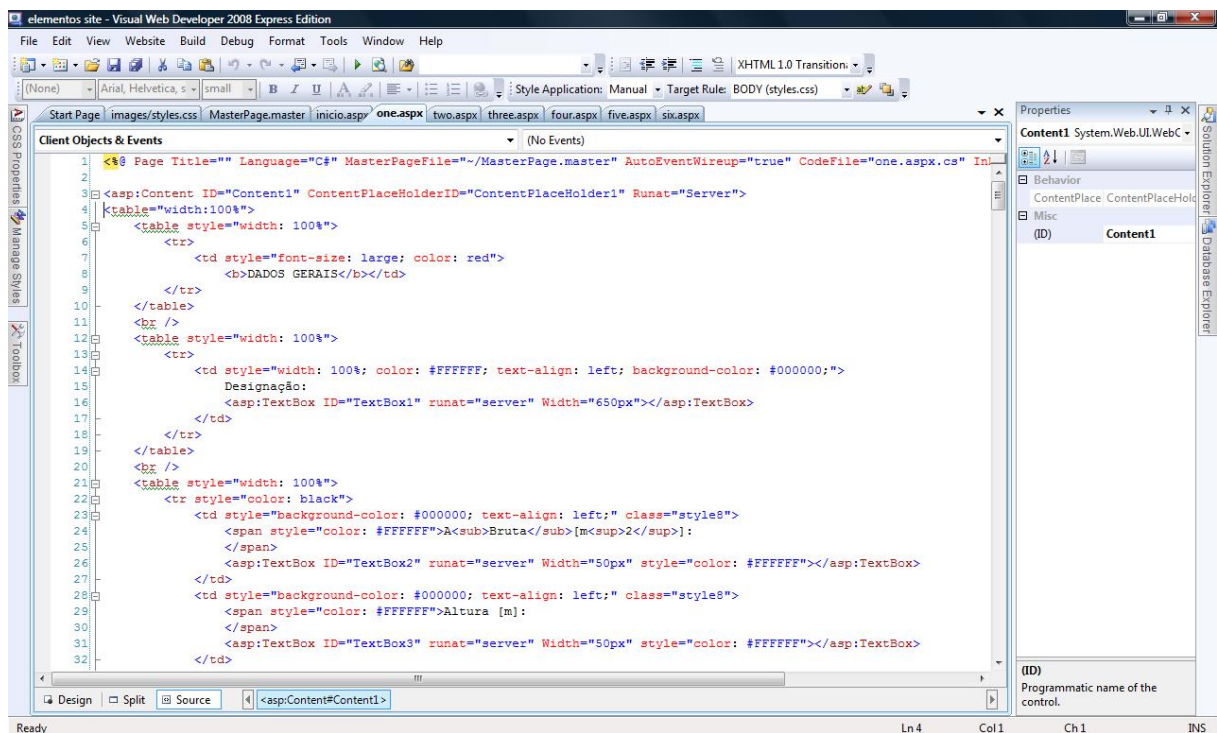 elementos site - Visual Web Developer 2008 Express Edition
File Edit View Website Build Debug Format Tools Window Help
XHTML 1.0 Transition:
(None) Arial, Helvetica, s small B I U A Style Application: Manual Target Rule: BODY (styles.css)
Start Page images/styles.css MasterPage.master inicio.aspx one.aspx two.aspx three.aspx four.aspx five.aspx six.aspx
Client Objects & Events (No Events)
1 <%@ Page Title="" Language="C#" MasterPageFile="~/MasterPage.master" AutoEventWireup="true" CodeFile="one.aspx.cs" Inl
2
3 <asp:Content ID="Content1" ContentPlaceHolderID="ContentPlaceHolder1" Runat="Server">
4 <table="width:100%">
5 <table style="width: 100%">
6 <tr>
7 <td style="font-size: large; color: red">
8 <b>DADOS GERAIS</b></td>
9 </tr>
10 </table>
11 <br />
12 <table style="width: 100%">
13 <tr>
14 <td style="width: 100%; color: #FFFFFF; text-align: left; background-color: #000000;">
15 Designação:
16 <asp:TextBox ID="TextBox1" runat="server" Width="650px"></asp:TextBox>
17 </td>
18 </tr>
19 </table>
20 <br />
21 <table style="width: 100%">
22 <tr style="color: black">
23 <td style="background-color: #000000; text-align: left;" class="style8">
24 <span style="color: #FFFFFF">A<sub>Bruta</sub>[m<sup>2</sup>]:
25 </span>
26 <asp:TextBox ID="TextBox2" runat="server" Width="50px" style="color: #FFFFFF"></asp:TextBox>
27 </td>
28 <td style="background-color: #000000; text-align: left;" class="style8">
29 <span style="color: #FFFFFF">Altura [m]:
30 </span>
31 <asp:TextBox ID="TextBox3" runat="server" Width="50px" style="color: #FFFFFF"></asp:TextBox>
32 </td>
Design Split Source <asp:Content#Content1>
Ready Ln 4 Col 1 Ch 1 INS
CSS Properties
Manage Styles
Toolbox
Properties
Content1 System.Web.UI.WebC
Behavior
ContentPlace ContentPlaceHolc
Misc
(ID) Content1
(ID)
Programmatic name of the
control.
Solution Explorer
Database Explorer